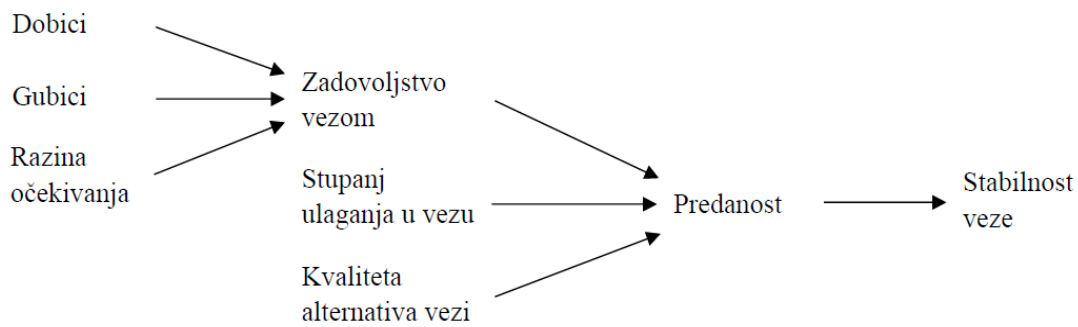 Dobici
Gubici
Razina
očekivanja
Zadovoljstvo
vezom
Stupanj
ulaganja u vezu
Kvaliteta
alternativa vezi
Predanost
Stabilnost
veze